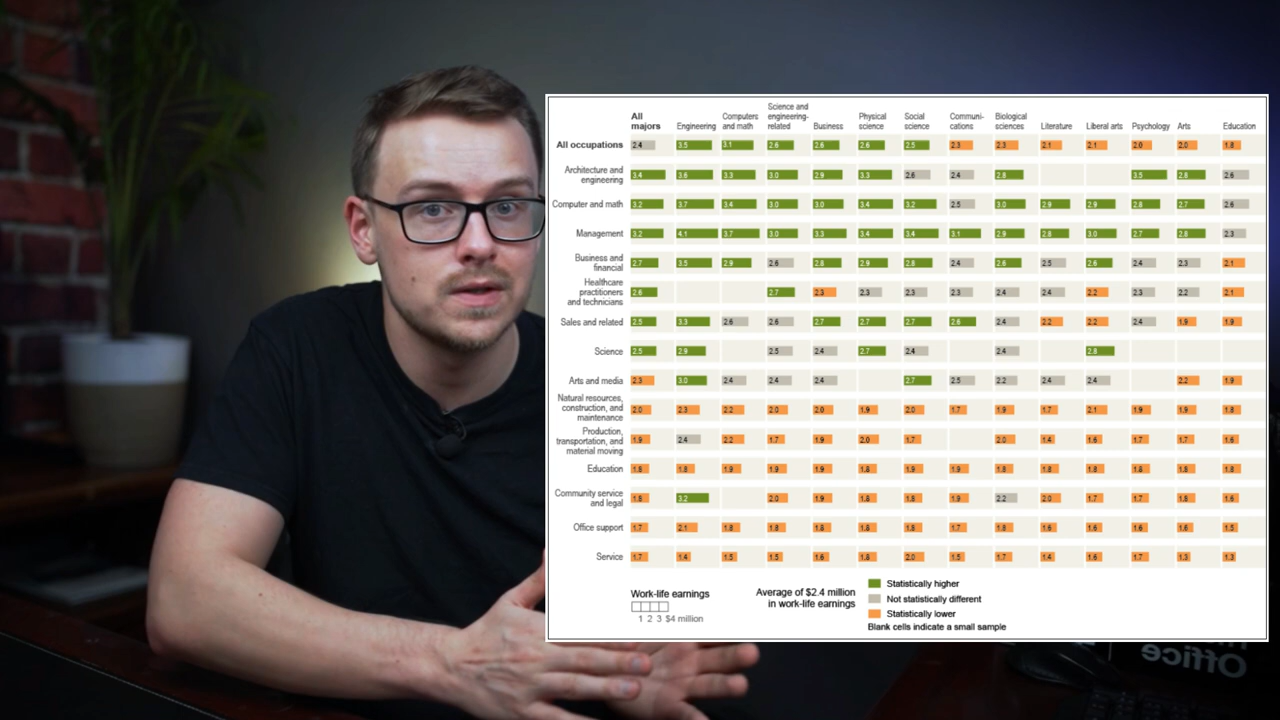 Science and
All
Computers
engineering-
Physical
Social
Communi-
Biological
majors
Engineering
and math
related
Business
science
science
cations
sciences
Literature
Liberal arts
Psychology
Arts
Education
All occupations 2.4 3.5 3.1 2.6 2.6 2.6 2.5 2.3 2.3 2.1 2.1 2.0 2.0 1.8
Architecture and
engineering 3.4 3.6 3.3 3.0 2.9 3.3 2.6 2.4 2.8 3.5 2.8 2.6
Computer and math 3.2 3.7 3.4 3.0 3.0 3.4 3.2 2.5 3.0 2.9 2.9 2.8 2.7 2.6
Management 3.2 4.1 3.7 3.0 3.3 3.4 3.4 3.1 2.9 2.8 3.0 2.7 2.8 2.3
Business and
financial 2.7 3.5 2.9 2.6 2.8 2.9 2.8 2.4 2.6 2.5 2.6 2.4 2.3 2.1
Healthcare
practitioners
and technicians 2.6 2.7 2.3 2.3 2.3 2.3 2.4 2.4 2.2 2.3 2.2 2.1
Sales and related 2.5 3.3 2.6 2.6 2.7 2.7 2.7 2.6 2.4 2.2 2.2 2.4 1.9 1.9
Science 2.5 2.9 2.5 2.4 2.7 2.4 2.4 2.8
Arts and media 2.3 3.0 2.4 2.4 2.4 2.7 2.5 2.2 2.4 2.4 2.2 1.9
Natural resources,
construction, and
maintenance 2.0 2.3 2.2 2.0 2.0 1.9 2.0 1.7 1.9 1.7 2.1 1.9 1.9 1.8
Production,
transportation, and
material moving 1.9 2.4 2.2 1.7 1.9 2.0 1.7 2.0 1.4 1.6 1.7 1.7 1.6
Education 1.8 1.8 1.9 1.9 1.9 1.8 1.9 1.9 1.8 1.8 1.8 1.8 1.8 1.8
Community service
and legal 1.8 3.2 2.0 1.9 1.8 1.8 1.9 2.2 2.0 1.7 1.7 1.8 1.6
Office support 1.7 2.1 1.8 1.8 1.8 1.8 1.8 1.7 1.8 1.6 1.6 1.6 1.6 1.5
Service 1.7 1.4 1.5 1.5 1.6 1.8 2.0 1.5 1.7 1.4 1.6 1.7 1.3 1.3
Work-life earnings
1 2 3 $4 million
Average of $2.4 million
in work-life earnings
Statistically higher
Not statistically different
Statistically lower
Blank cells indicate a small sample
Office